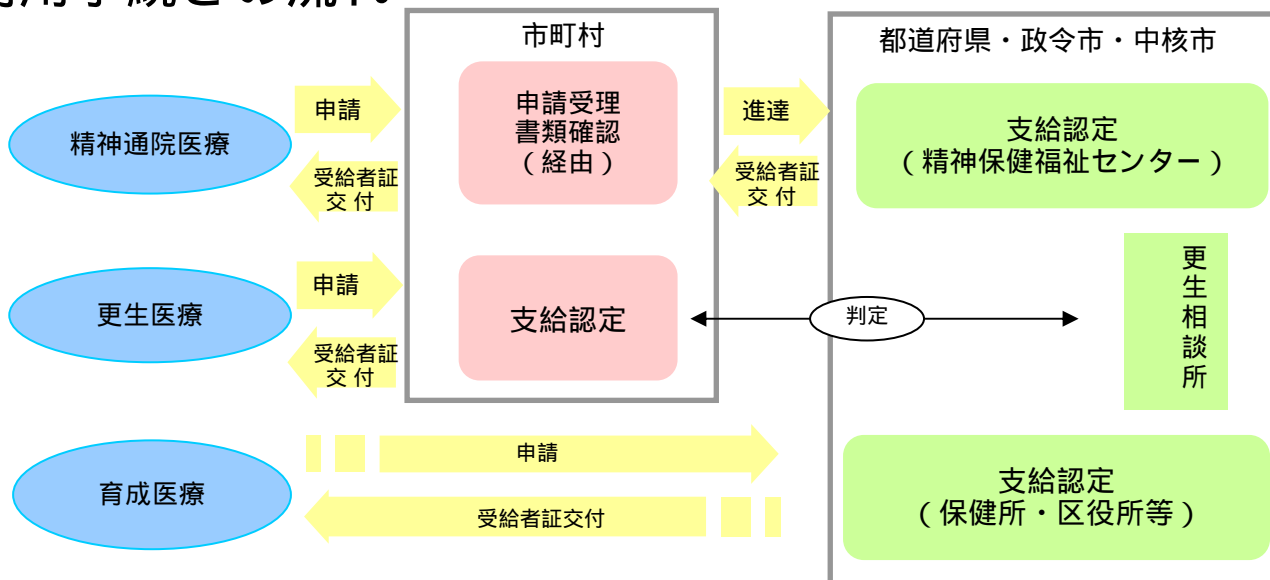 市町村
都道府県・政令市・中核市
精神通院医療
申請
受給者証
交 付
申請受理
書類確認
（経由）
進達
受給者証
交 付
支給認定
（精神保健福祉センター）
更生医療
申請
受給者証
交 付
支給認定
判定
更生相談所
育成医療
申請
受給者証交付
支給認定
（保健所・区役所等）